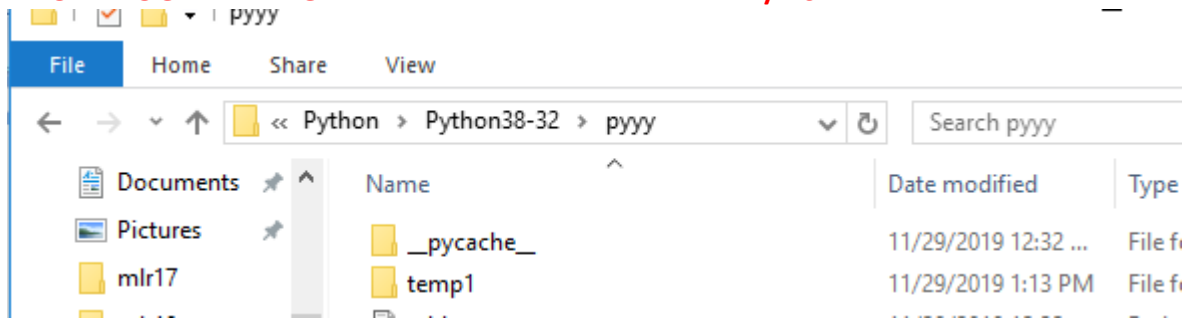 pyyy
File Home Share View
« Python > Python38-32 > pyyy Search pyyy
Documents Name Date modified Type
Pictures __pycache__ 11/29/2019 12:32 ...
mlr17 temp1 11/29/2019 1:13 PM